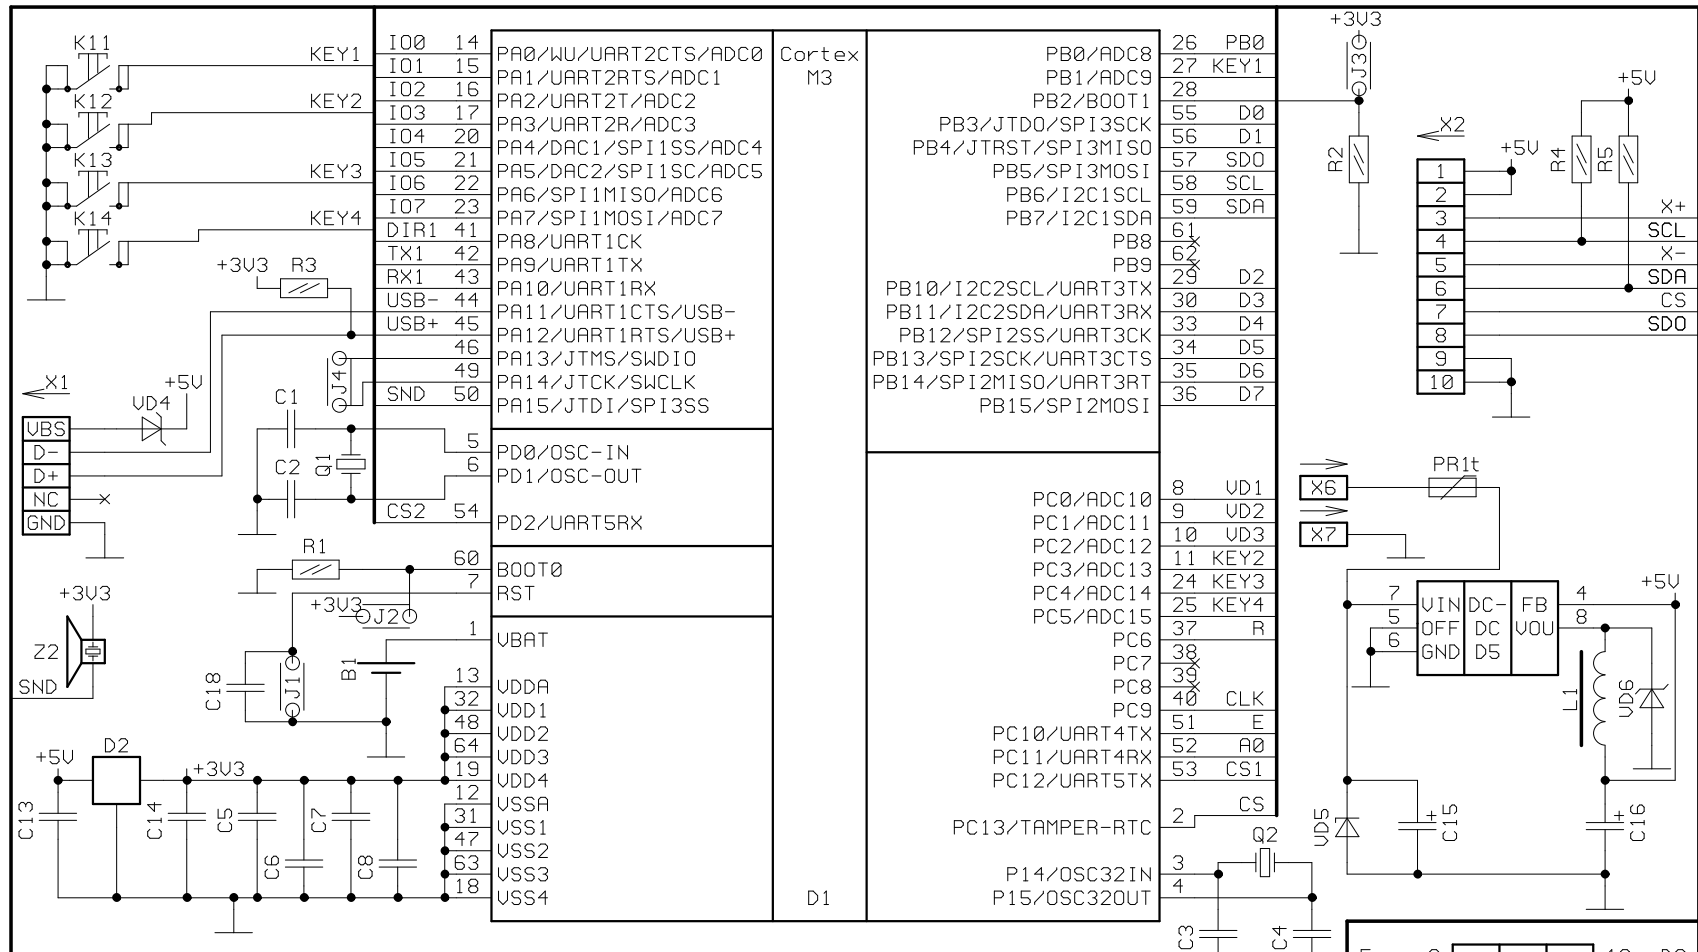 K11
KEY1
K12
KEY2
K13
KEY3
K14
KEY4
+3V3 R3
X1
+5V
VD4
VBS
D-
D+
NC
GND
J4
C1
C2 Q1
R1
+3V3
J2
+3V3
Z2
SND
C18
J1
B1
+5V D2
+3V3
C13 C14 C5 C6 C7 C8
IO0 14 PA0/WU/UART2CTS/ADC0
IO1 15 PA1/UART2RTS/ADC1
IO2 16 PA2/UART2T/ADC2
IO3 17 PA3/UART2R/ADC3
IO4 20 PA4/DAC1/SPI1SS/ADC4
IO5 21 PA5/DAC2/SPI1SC/ADC5
IO6 22 PA6/SPI1MISO/ADC6
IO7 23 PA7/SPI1MOSI/ADC7
DIR1 41 PA8/UART1CK
TX1 42 PA9/UART1TX
RX1 43 PA10/UART1RX
USB- 44 PA11/UART1CTS/USB-
USB+ 45 PA12/UART1RTS/USB+
46 PA13/JTMS/SWDIO
49 PA14/JTCK/SWCLK
SND 50 PA15/JTDI/SPI3SS
5 PD0/OSC-IN
6 PD1/OSC-OUT
CS2 54 PD2/UART5RX
60 BOOT0
7 RST
1 VBAT
13 VDDA
32 VDD1
48 VDD2
64 VDD3
19 VDD4
12 VSSA
31 VSS1
47 VSS2
63 VSS3
18 VSS4
Cortex
M3
D1
PB0/ADC8 26 PB0
PB1/ADC9 27 KEY1
PB2/BOOT1 28
PB3/JTDO/SPI3SCK 55 D0
PB4/JTRST/SPI3MISO 56 D1
PB5/SPI3MOSI 57 SDO
PB6/I2C1SCL 58 SCL
PB7/I2C1SDA 59 SDA
PB8 61
PB9 62
PB10/I2C2SCL/UART3TX 29 D2
PB11/I2C2SDA/UART3RX 30 D3
PB12/SPI2SS/UART3CK 33 D4
PB13/SPI2SCK/UART3CTS 34 D5
PB14/SPI2MISO/UART3RT 35 D6
PB15/SPI2MOSI 36 D7
PC0/ADC10 8 VD1
PC1/ADC11 9 VD2
PC2/ADC12 10 VD3
PC3/ADC13 11 KEY2
PC4/ADC14 24 KEY3
PC5/ADC15 25 KEY4
PC6 37 R
PC7 38
PC8 39
PC9 40 CLK
PC10/UART4TX 51 E
PC11/UART4RX 52 A0
PC12/UART5TX 53 CS1
PC13/TAMPER-RTC 2 CS
P14/OSC32IN 3
P15/OSC32OUT 4
Q2
C3 C4
+3V3
J3
R2
X2
+5V
+5V
R4 R5
1
2
3 X+
4 SCL
5 X-
6 SDA
7 CS
8 SDO
9
10
X6
PR1t
X7
+5V
7 VIN DC- FB 4
5 OFF DC VOU 8
6 GND D5
L1 VD6
VD5
+ C15
+ C16